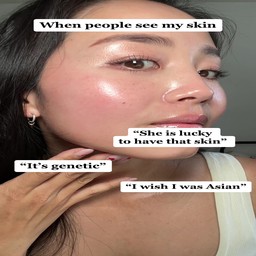 When people see my skin
“She is lucky
to have that skin”
“It’s genetic”
“I wish I was Asian”